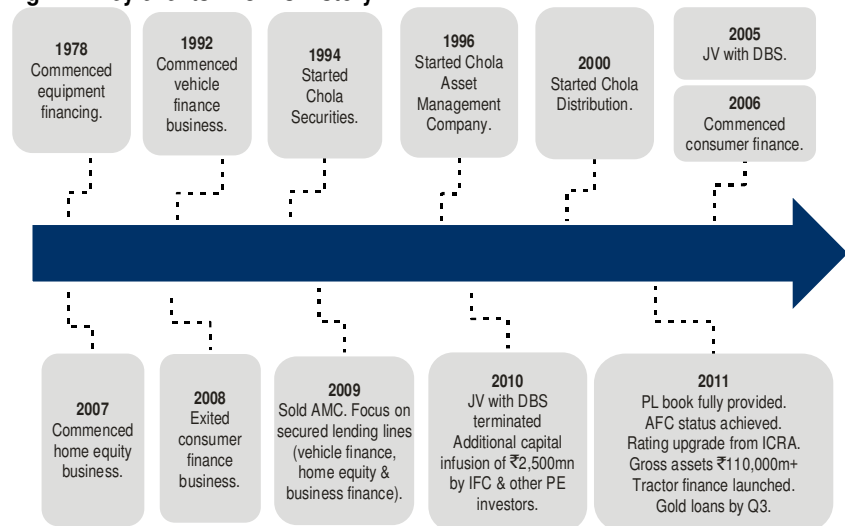 1978
Commenced
equipment
financing.
1992
Commenced
vehicle
finance
business.
1994
Started
Chola
Securities.
1996
Started Chola
Asset
Management
Company.
2000
Started Chola
Distribution.
2005
JV with DBS.
2006
Commenced
consumer finance.
2007
Commenced
home equity
business.
2008
Exited
consumer
finance
business.
2009
Sold AMC. Focus on
secured lending lines
(vehicle finance,
home equity &
business finance).
2010
JV with DBS
terminated
Additional capital
infusion of ₹2,500mn
by IFC & other PE
investors.
2011
PL book fully provided.
AFC status achieved.
Rating upgrade from ICRA.
Gross assets ₹110,000m+
Tractor finance launched.
Gold loans by Q3.